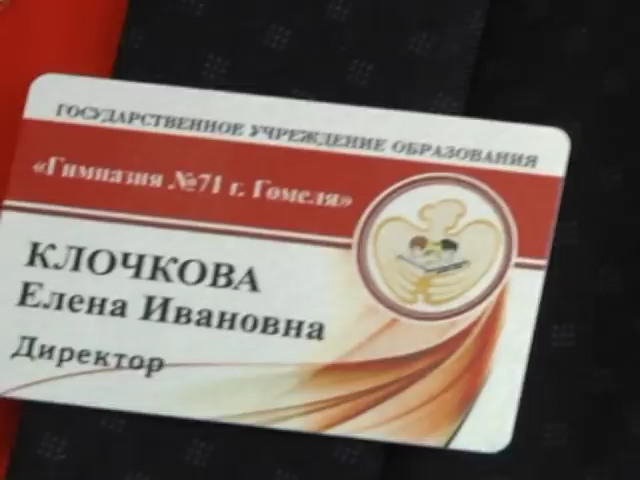 ГОСУДАРСТВЕННОЕ УЧРЕЖДЕНИЕ ОБРАЗОВАНИЯ
«Гимназия №71 г. Гомеля»
КЛОЧКОВА
Елена Ивановна
Директор